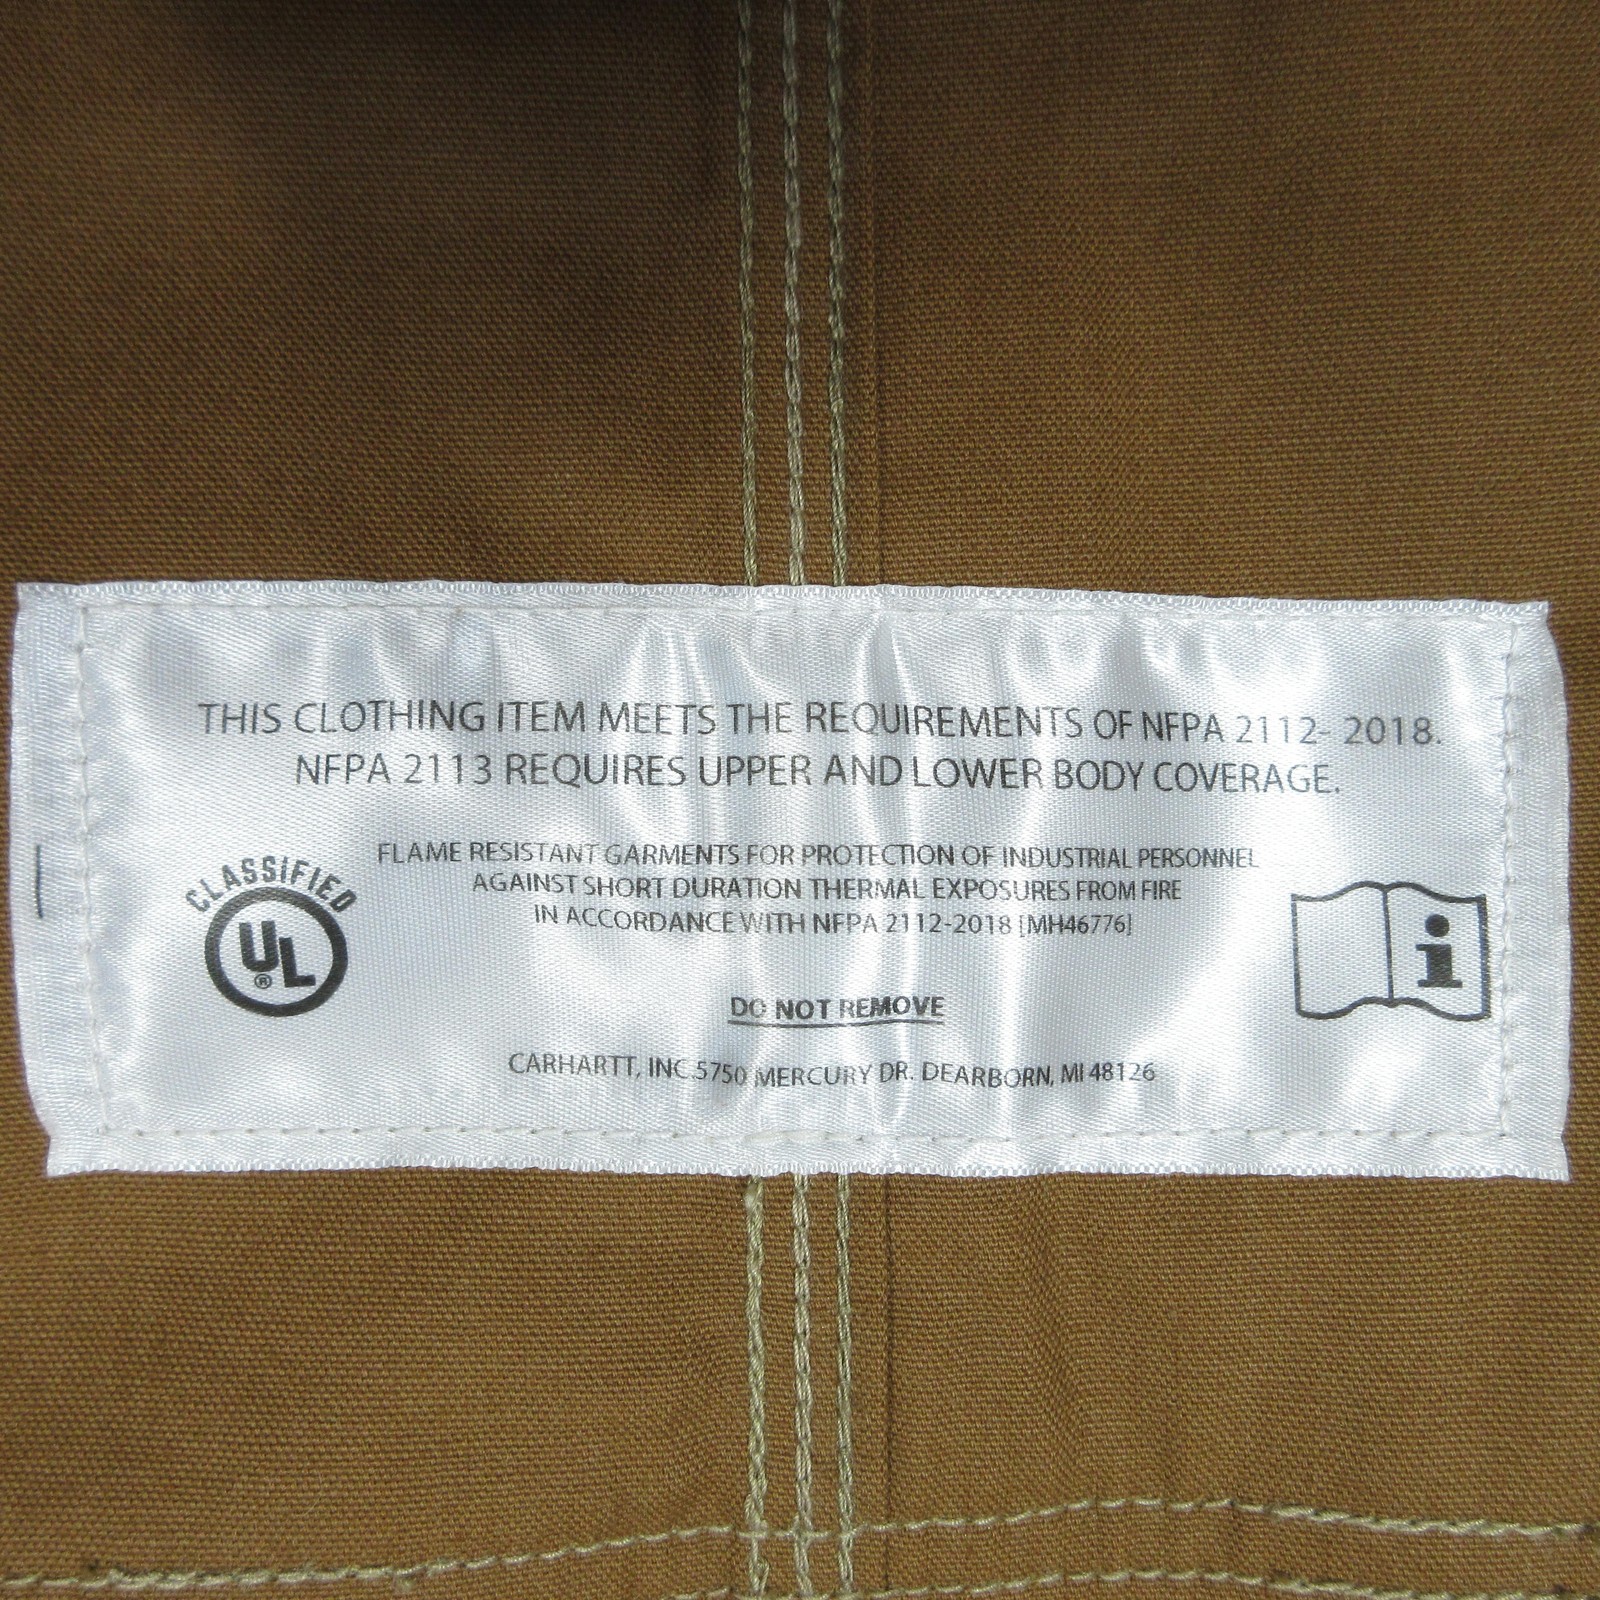 THIS CLOTHING ITEM MEETS THE REQUIREMENTS OF NFPA 2112- 2018.
NFPA 2113 REQUIRES UPPER AND LOWER BODY COVERAGE.
FLAME RESISTANT GARMENTS FOR PROTECTION OF INDUSTRIAL PERSONNEL
AGAINST SHORT DURATION THERMAL EXPOSURES FROM FIRE
IN ACCORDANCE WITH NFPA 2112-2018 [MH46776]
CLASSIFIED
UL®
i
DO NOT REMOVE
CARHARTT, INC.5750 MERCURY DR. DEARBORN, MI 48126